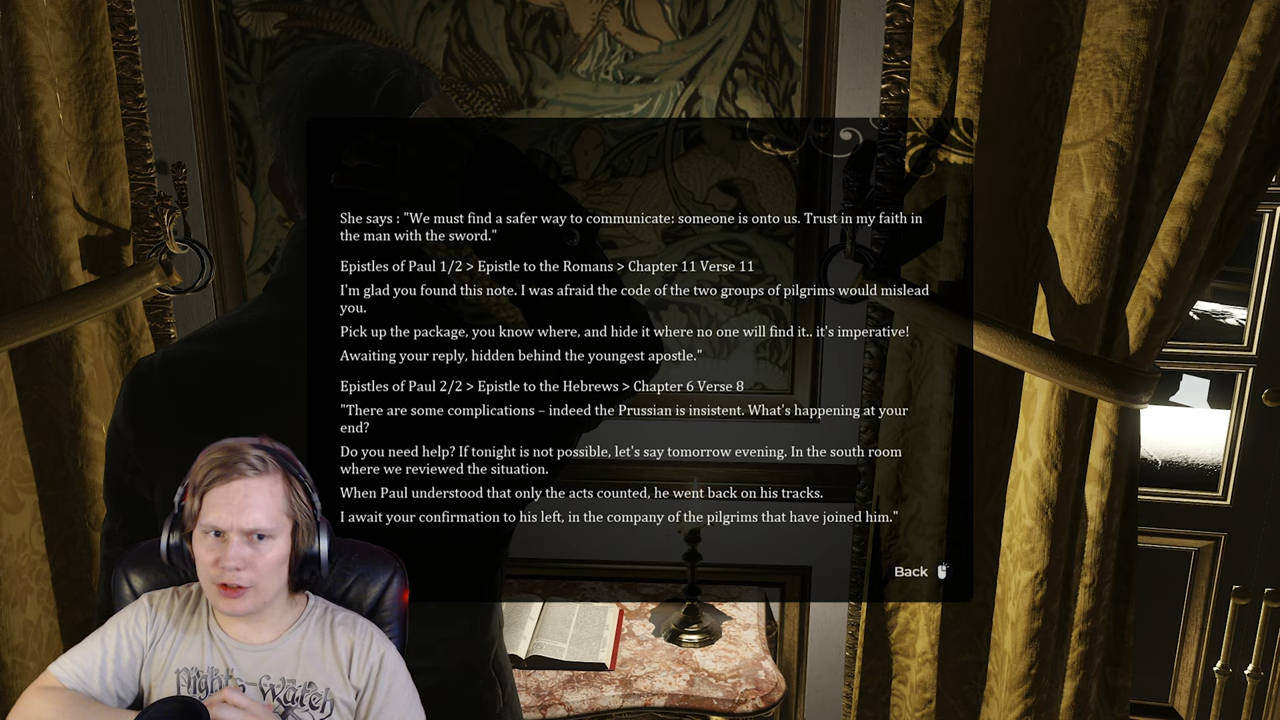 She says : "We must find a safer way to communicate: someone is onto us. Trust in my faith in
the man with the sword."
Epistles of Paul 1/2 > Epistle to the Romans > Chapter 11 Verse 11
I'm glad you found this note. I was afraid the code of the two groups of pilgrims would mislead
you.
Pick up the package, you know where, and hide it where no one will find it.. it's imperative!
Awaiting your reply, hidden behind the youngest apostle."
Epistles of Paul 2/2 > Epistle to the Hebrews > Chapter 6 Verse 8
"There are some complications – indeed the Prussian is insistent. What's happening at your
end?
Do you need help? If tonight is not possible, let's say tomorrow evening. In the south room
where we reviewed the situation.
When Paul understood that only the acts counted, he went back on his tracks.
I await your confirmation to his left, in the company of the pilgrims that have joined him."
Back
Night's Watch